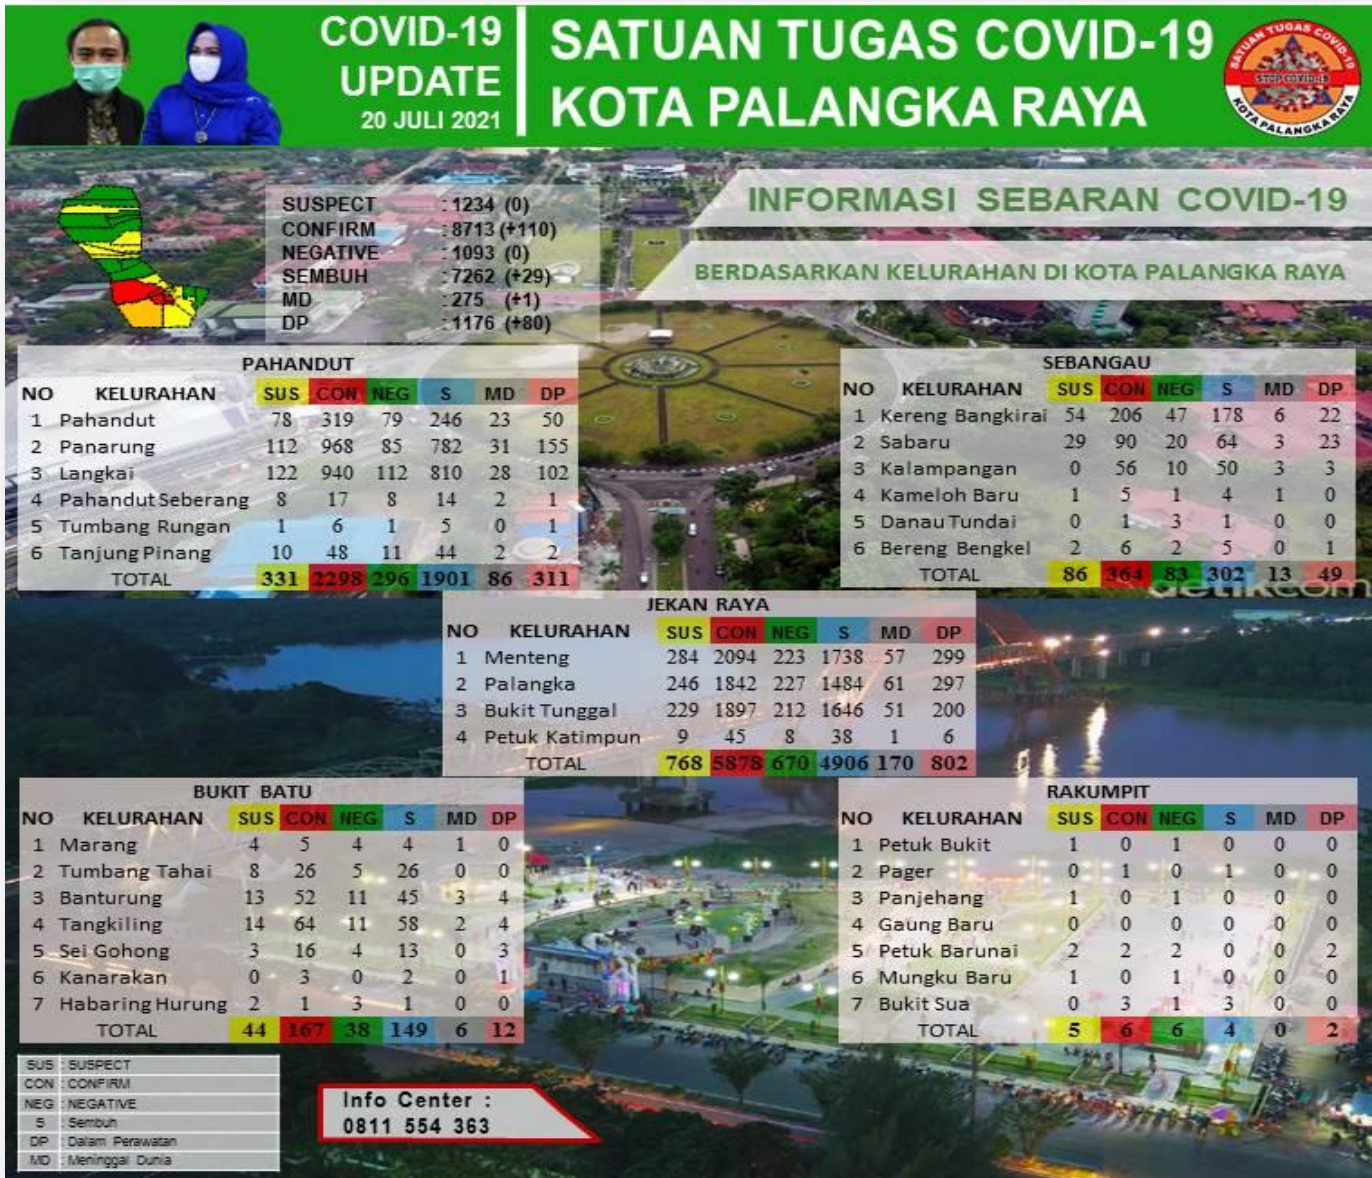 COVID-19
UPDATE
20 JULI 2021
SATUAN TUGAS COVID-19
KOTA PALANGKA RAYA
SATUAN TUGAS COVID-19
STOP COVID-19
KOTA PALANGKA RAYA
SUSPECT : 1234 (0)
CONFIRM : 8713 (+110)
NEGATIVE : 1093 (0)
SEMBUH : 7262 (+29)
MD : 275 (+1)
DP : 1176 (+80)
INFORMASI SEBARAN COVID-19
BERDASARKAN KELURAHAN DI KOTA PALANGKA RAYA
PAHANDUT
NO KELURAHAN SUS CON NEG S MD DP
1 Pahandut 78 319 79 246 23 50
2 Panarung 112 968 85 782 31 155
3 Langkai 122 940 112 810 28 102
4 Pahandut Seberang 8 17 8 14 2 1
5 Tumbang Rungan 1 6 1 5 0 1
6 Tanjung Pinang 10 48 11 44 2 2
TOTAL 331 2298 296 1901 86 311
SEBANGAU
NO KELURAHAN SUS CON NEG S MD DP
1 Kereng Bangkirai 54 206 47 178 6 22
2 Sabaru 29 90 20 64 3 23
3 Kalampangan 0 56 10 50 3 3
4 Kameloh Baru 1 5 1 4 1 0
5 Danau Tundai 0 1 3 1 0 0
6 Bereng Bengkel 2 6 2 5 0 1
TOTAL 86 364 83 302 13 49
detikcom
JEKAN RAYA
NO KELURAHAN SUS CON NEG S MD DP
1 Menteng 284 2094 223 1738 57 299
2 Palangka 246 1842 227 1484 61 297
3 Bukit Tunggal 229 1897 212 1646 51 200
4 Petuk Katimpun 9 45 8 38 1 6
TOTAL 768 5878 670 4906 170 802
BUKIT BATU
NO KELURAHAN SUS CON NEG S MD DP
1 Marang 4 5 4 4 1 0
2 Tumbang Tahai 8 26 5 26 0 0
3 Banturung 13 52 11 45 3 4
4 Tangkiling 14 64 11 58 2 4
5 Sei Gohong 3 16 4 13 0 3
6 Kanarakan 0 3 0 2 0 1
7 Habaring Hurung 2 1 3 1 0 0
TOTAL 44 167 38 149 6 12
RAKUMPIT
NO KELURAHAN SUS CON NEG S MD DP
1 Petuk Bukit 1 0 1 0 0 0
2 Pager 0 1 0 1 0 0
3 Panjehang 1 0 1 0 0 0
4 Gaung Baru 0 0 0 0 0 0
5 Petuk Barunai 2 2 2 0 0 2
6 Mungku Baru 1 0 1 0 0 0
7 Bukit Sua 0 3 1 3 0 0
TOTAL 5 6 6 4 0 2
SUS : SUSPECT
CON : CONFIRM
NEG : NEGATIVE
S : Sembuh
DP : Dalam Perawatan
MD : Meninggal Dunia
Info Center :
0811 554 363